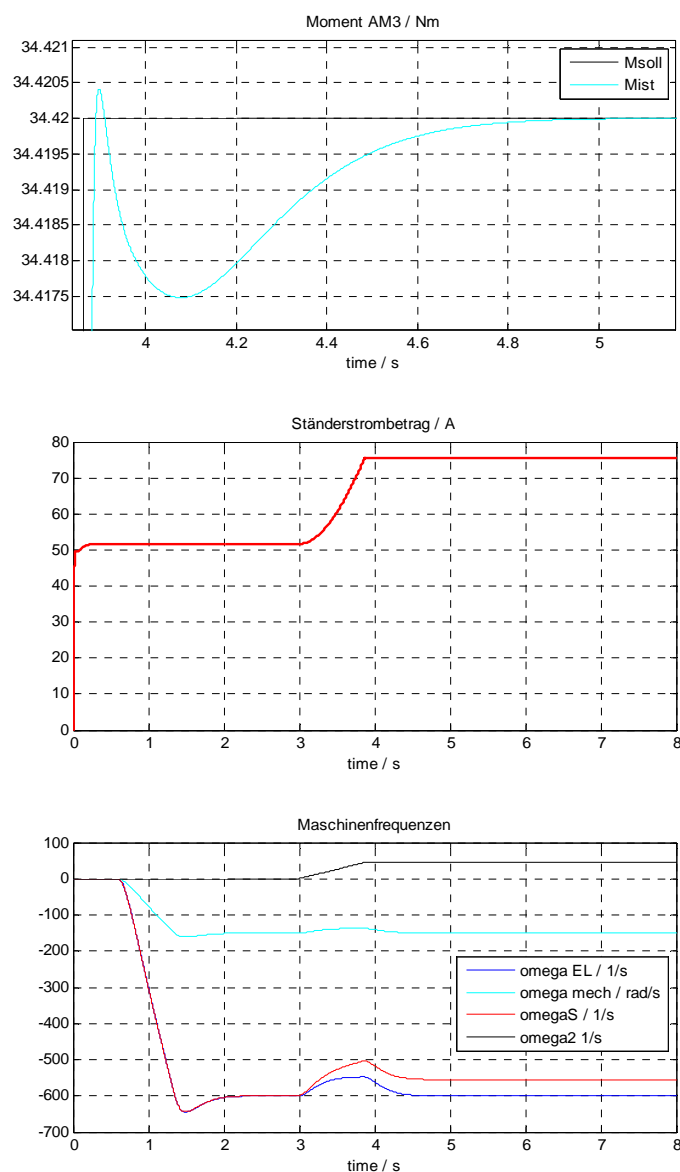 Moment AM3 / Nm
34.421
34.4205
34.42
34.4195
34.419
34.4185
34.418
34.4175
Msoll
Mist
4 4.2 4.4 4.6 4.8 5
time / s
Ständerstrombetrag / A
80
70
60
50
40
30
20
10
0
0 1 2 3 4 5 6 7 8
time / s
Maschinenfrequenzen
100
0
-100
-200
-300
-400
-500
-600
-700
omega EL / 1/s
omega mech / rad/s
omegaS / 1/s
omega2 1/s
0 1 2 3 4 5 6 7 8
time / s